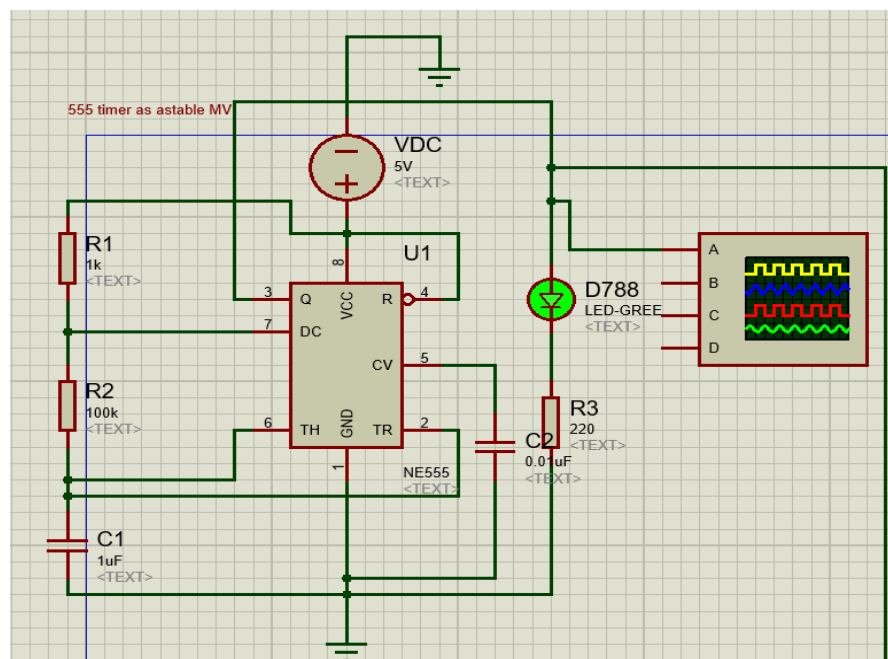 555 timer as astable MV
VDC
5V
<TEXT>
R1
1k
<TEXT>
U1
8
3
Q
VCC
R
4
7
DC
D788
LED-GREE
<TEXT>
A
B
C
D
CV
5
R2
100k
<TEXT>
6
TH
GND
TR
2
1
NE555
<TEXT>
C2
0.01uF
<TEXT>
R3
220
<TEXT>
C1
1uF
<TEXT>